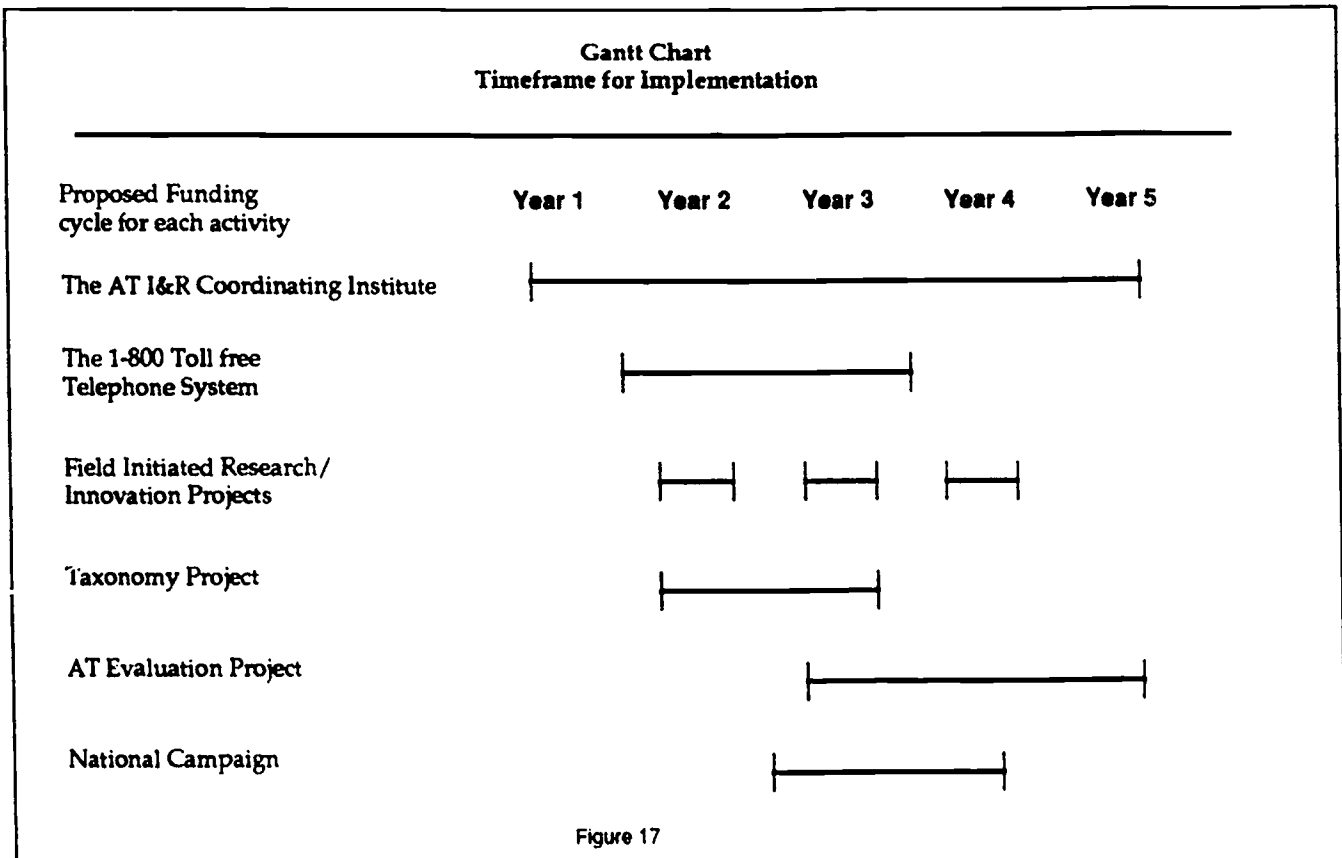 Gantt Chart
Timeframe for Implementation
Proposed Funding
cycle for each activity
Year 1 Year 2 Year 3 Year 4 Year 5
The AT I&R Coordinating Institute
The 1-800 Toll free
Telephone System
Field Initiated Research/
Innovation Projects
Taxonomy Project
AT Evaluation Project
National Campaign
Figure 17